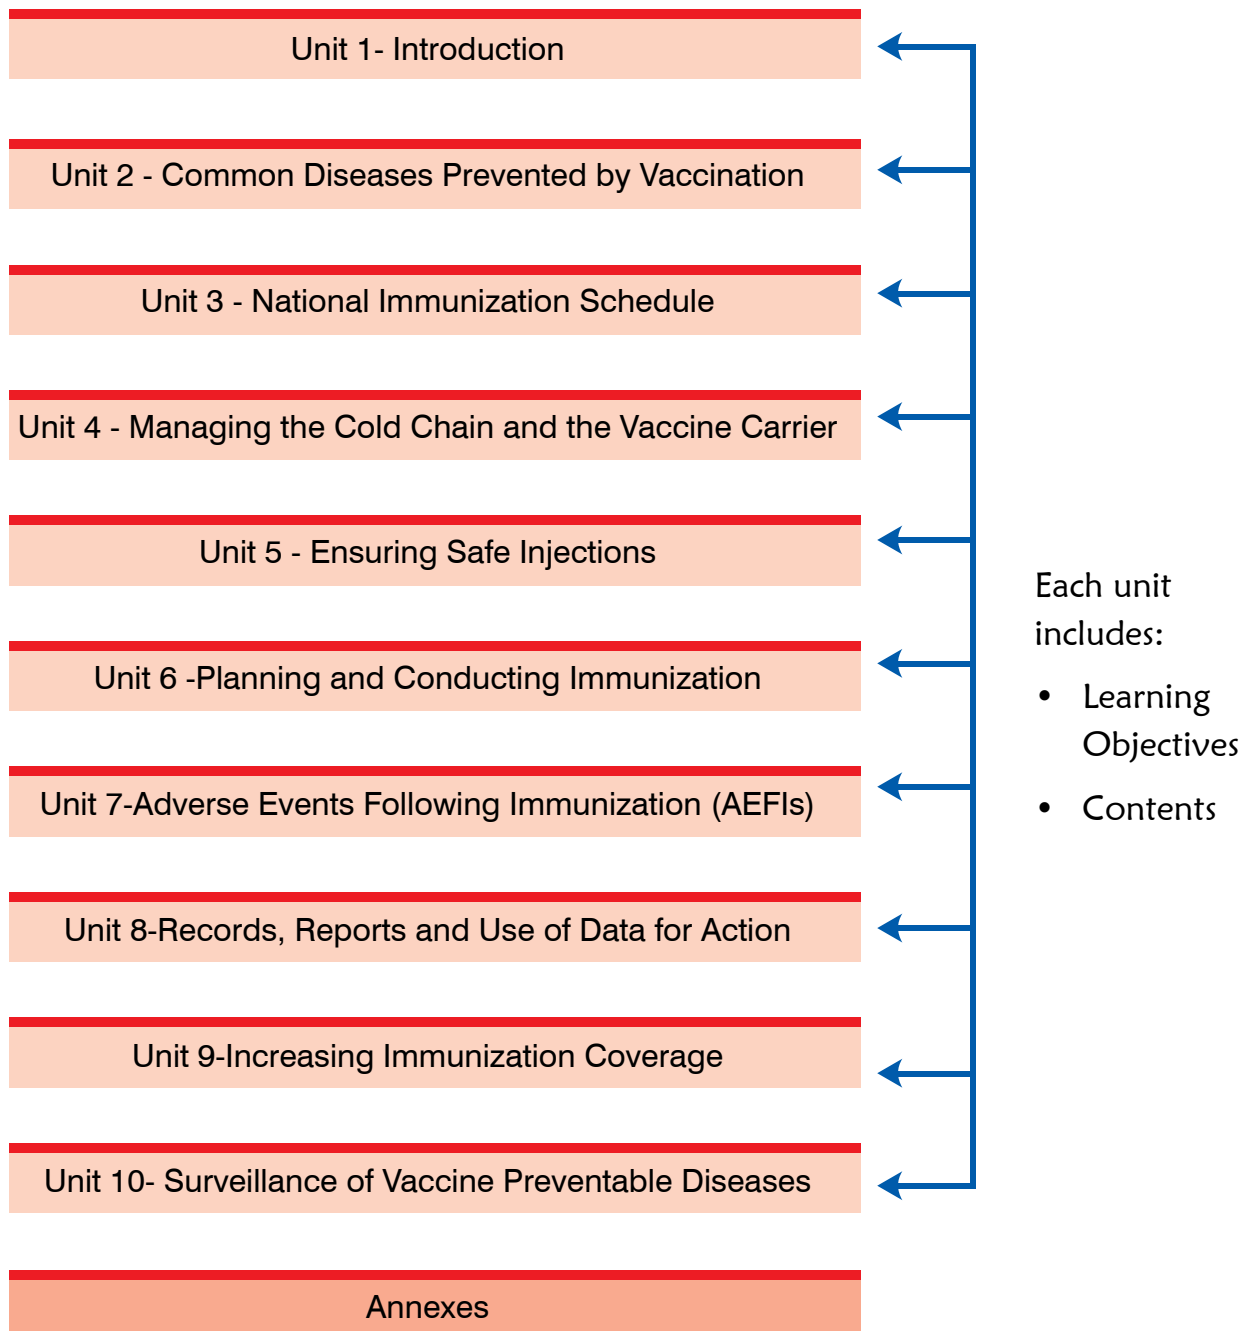 Unit 1- Introduction
Unit 2 - Common Diseases Prevented by Vaccination
Unit 3 - National Immunization Schedule
Unit 4 - Managing the Cold Chain and the Vaccine Carrier
Unit 5 - Ensuring Safe Injections
Unit 6 -Planning and Conducting Immunization
Unit 7-Adverse Events Following Immunization (AEFIs)
Unit 8-Records, Reports and Use of Data for Action
Unit 9-Increasing Immunization Coverage
Unit 10- Surveillance of Vaccine Preventable Diseases
Annexes
Each unit
includes:
• Learning
Objectives
• Contents